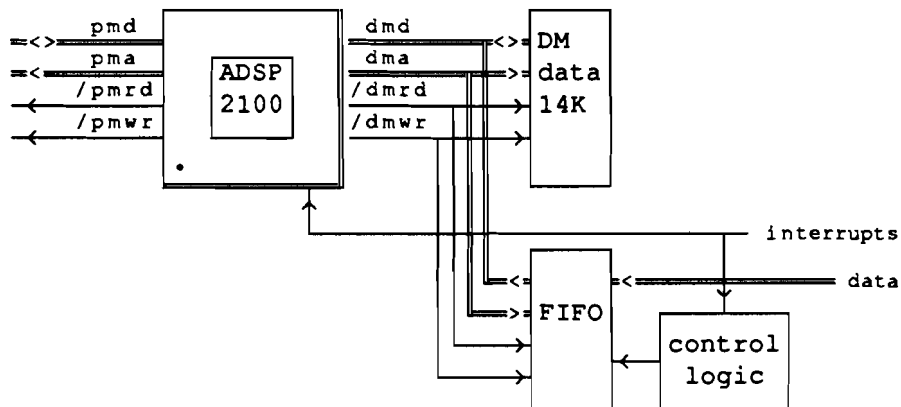 pmd
pma
/pmrd
/pmwr
ADSP
2100
dmd
dma
/dmrd
/dmwr
DM
data
14K
interrupts
data
FIFO
control
logic